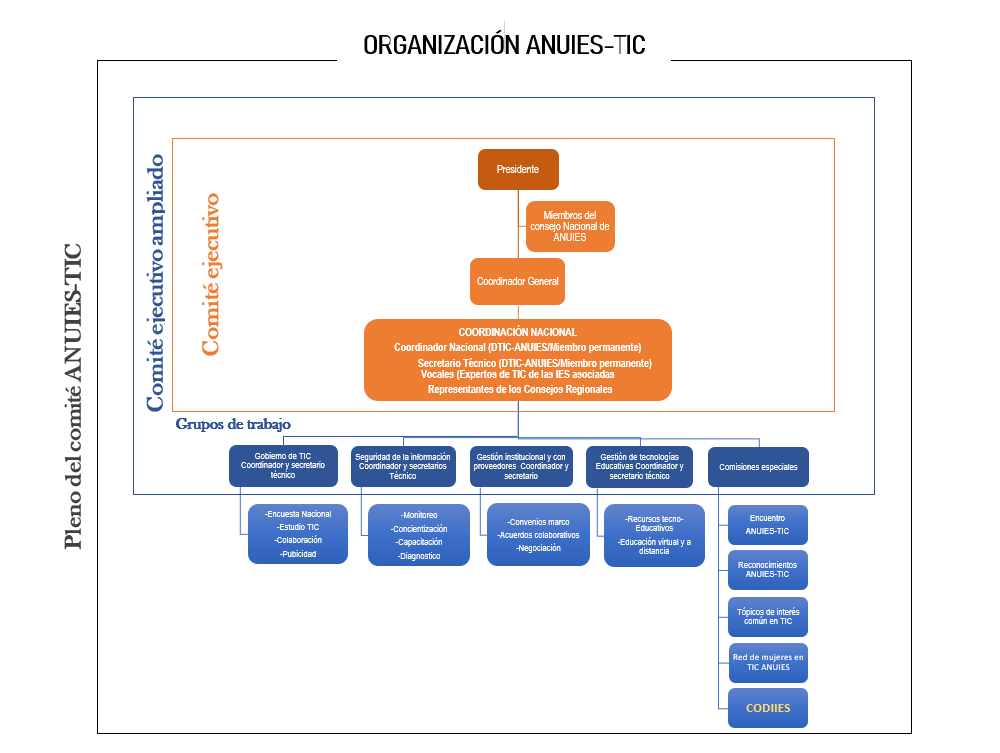 ORGANIZACIÓN ANUIES-TIC
Pleno del comité ANUIES-TIC
Comité ejecutivo ampliado
Comité ejecutivo
Presidente
Miembros del
consejo Nacional de
ANUIES
Coordinador General
COORDINACIÓN NACIONAL
Coordinador Nacional (DTIC-ANUIES/Miembro permanente)
Secretario Técnico (DTIC-ANUIES/Miembro permanente)
Vocales (Expertos de TIC de las IES asociadas
Representantes de los Consejos Regionales
Grupos de trabajo
Gobierno de TIC
Coordinador y secretario
técnico
Seguridad de la información
Coordinador y secretarios
Técnico
Gestión institucional y con
proveedores Coordinador y
secretario
Gestión de tecnologías
Educativas Coordinador y
secretario técnico
Comisiones especiales
-Encuesta Nacional
-Estudio TIC
-Colaboración
-Pubicidad
-Monitoreo
-Concientización
-Capacitación
-Diagnostico
-Convenios marco
-Acuerdos colaborativos
-Negociación
-Recursos tecno-
Educativos
-Educación virtual y a
distancia
Encuentro
ANUIES-TIC
Reconocimientos
ANUIES-TIC
Tópicos de interés
común en TIC
Red de mujeres en
TIC ANUIES
CODIIES